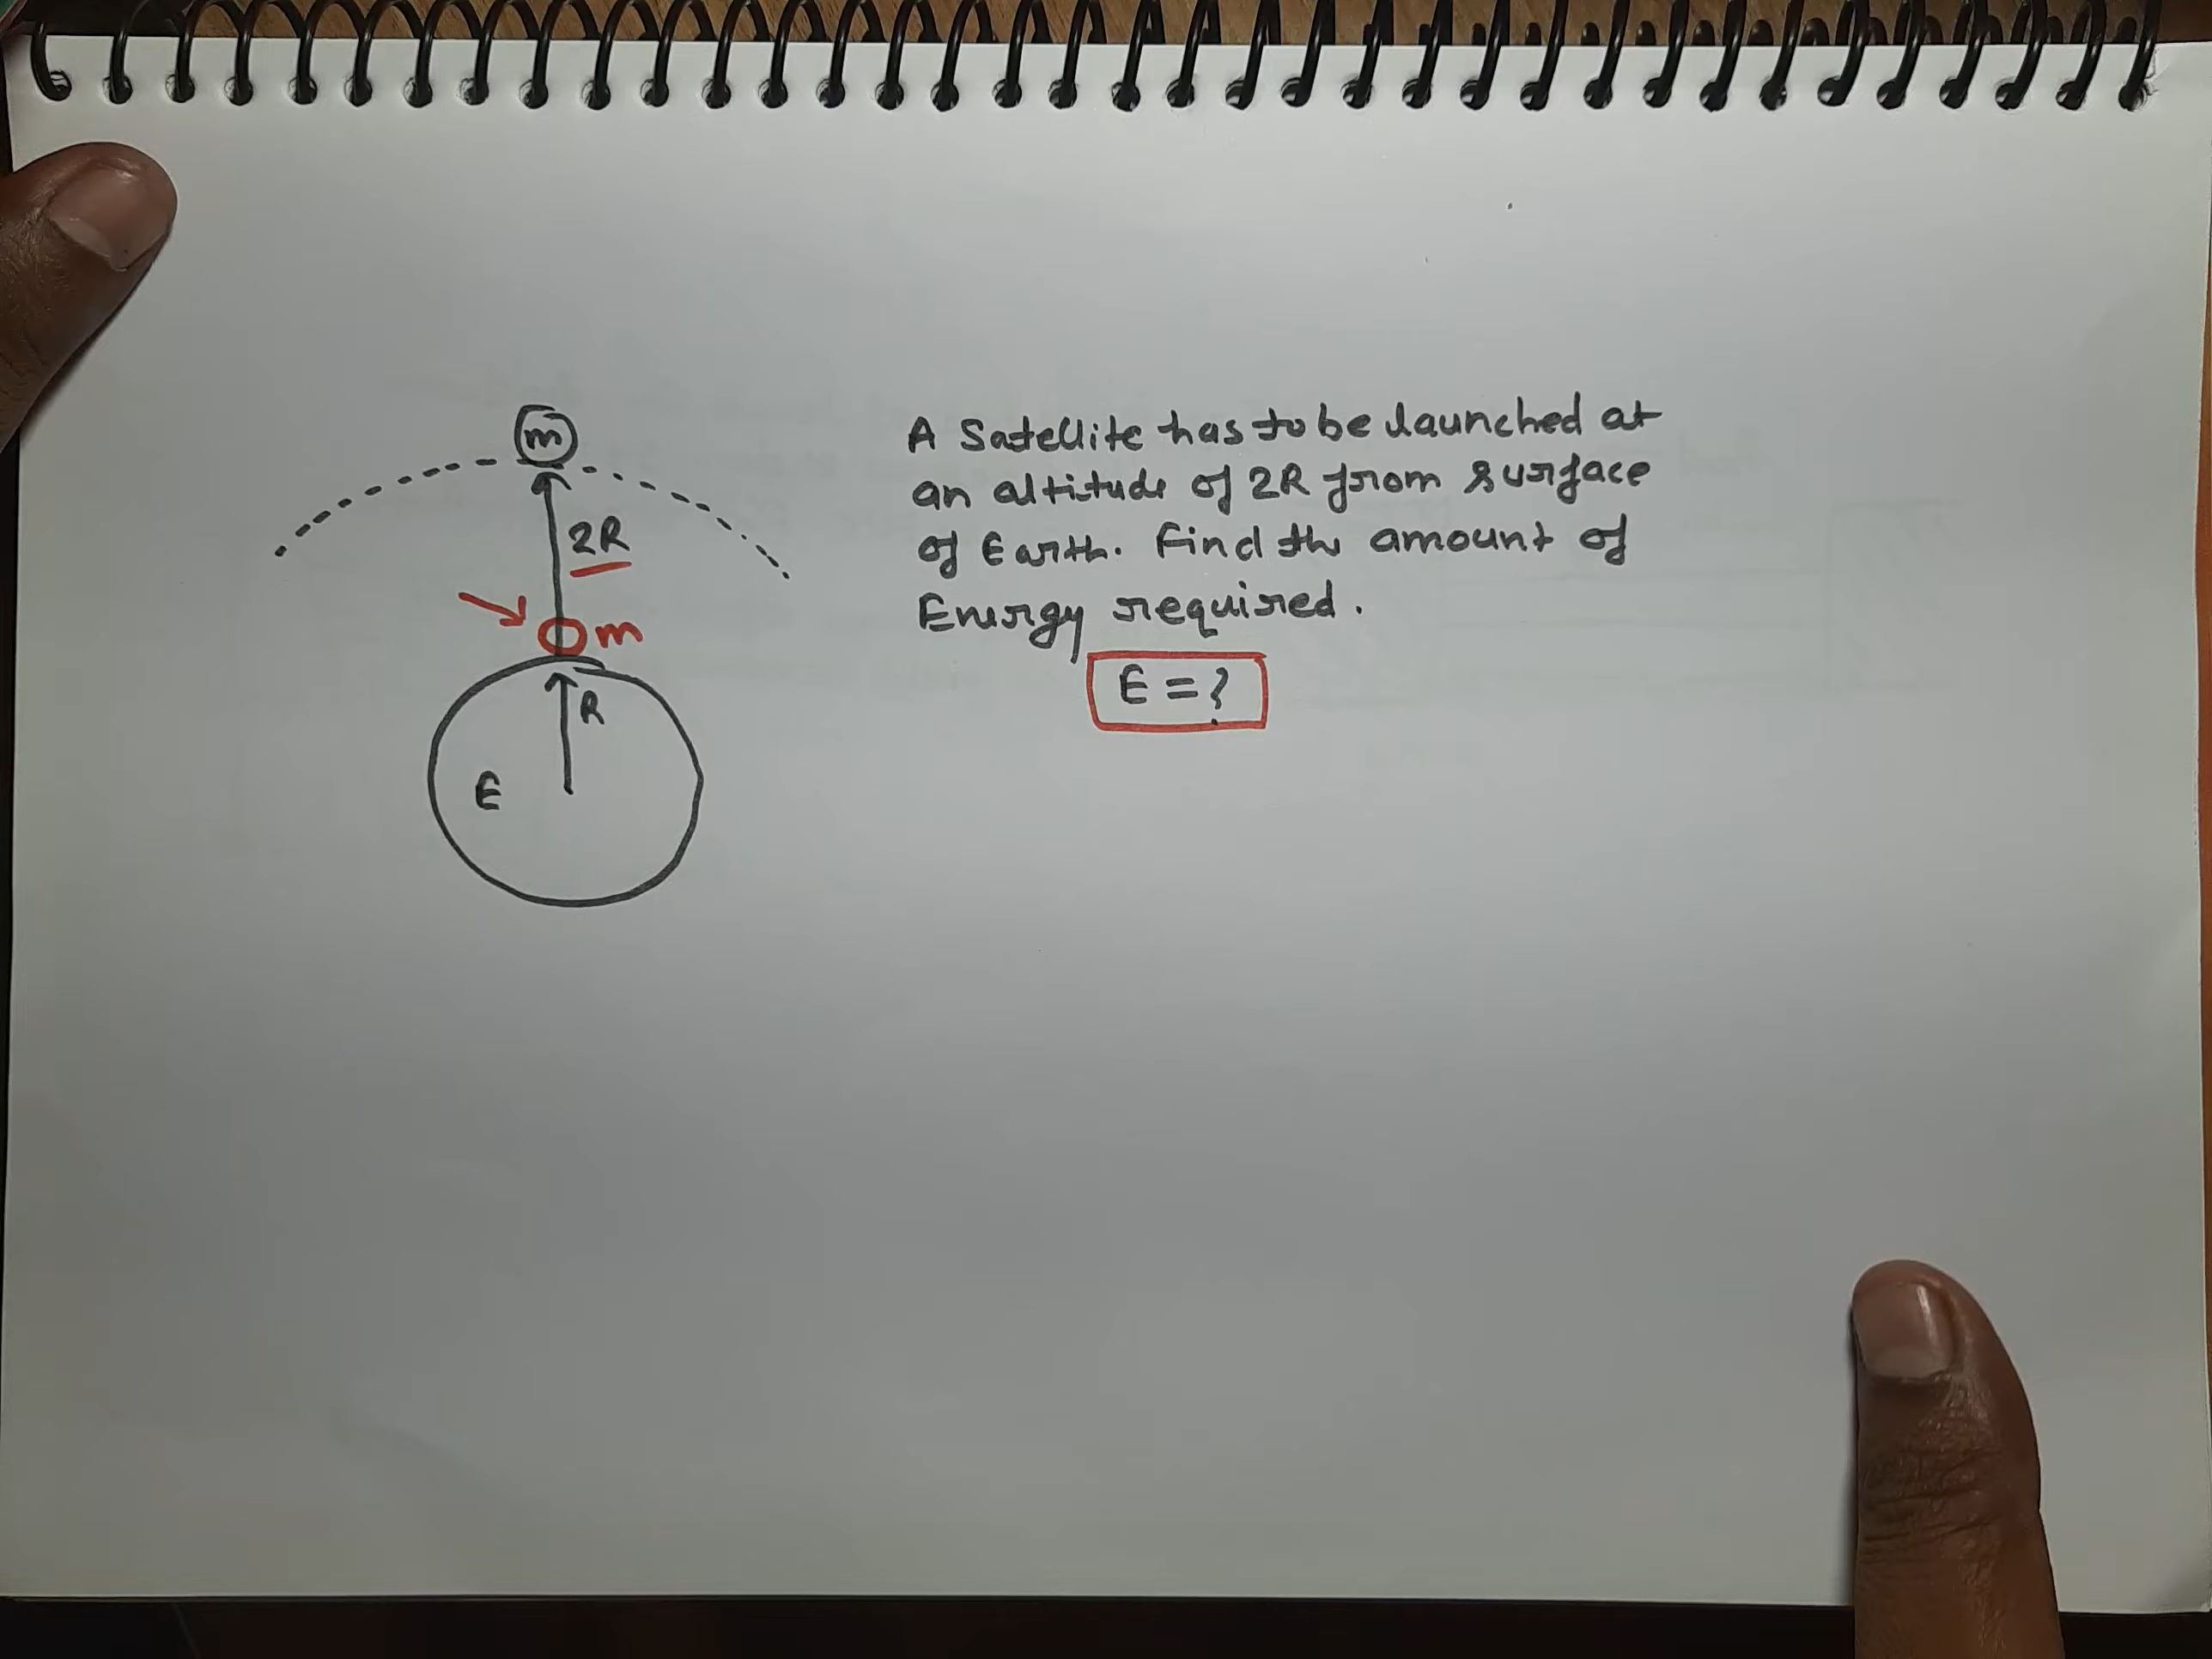 m
2R
m
R
E
A Satellite has to be launched at
an altitude of 2R from surface
of Earth. Find the amount of
Energy required.
E = ?